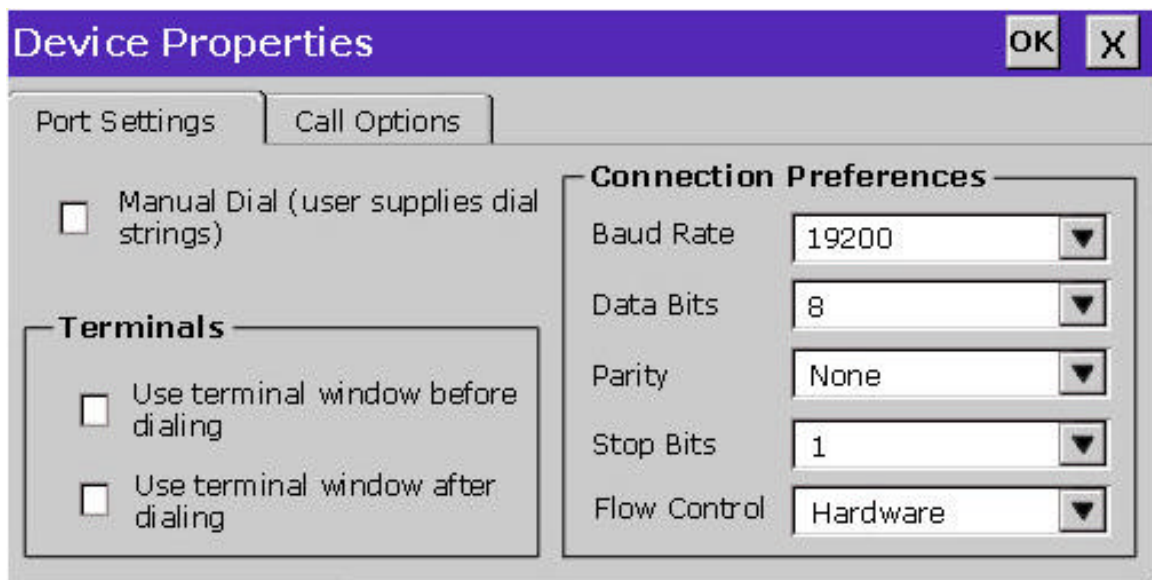 Device Properties
OK
X
Port Settings
Call Options
Manual Dial (user supplies dial
strings)
Terminals
Use terminal window before
dialing
Use terminal window after
dialing
Connection Preferences
Baud Rate
19200
Data Bits
8
Parity
None
Stop Bits
1
Flow Control
Hardware